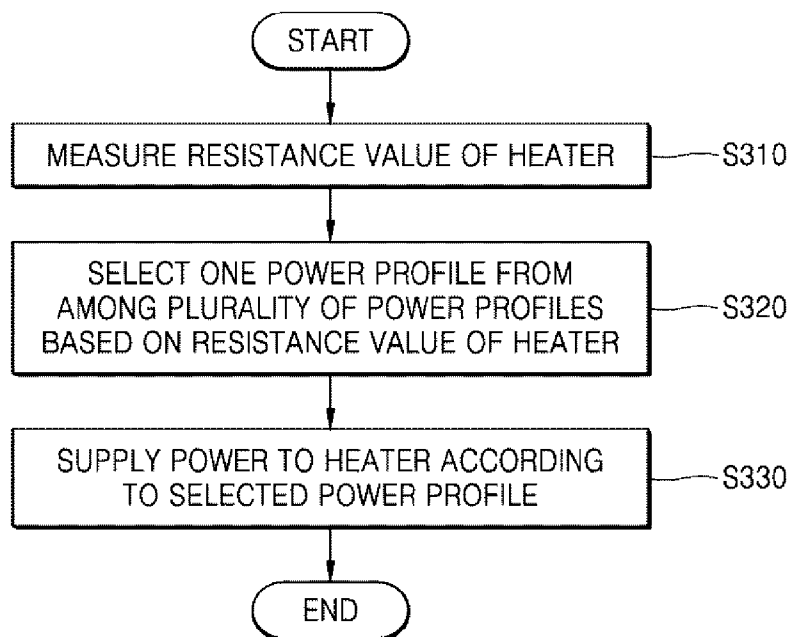 START
MEASURE RESISTANCE VALUE OF HEATER
S310
SELECT ONE POWER PROFILE FROM
AMONG PLURALITY OF POWER PROFILES
BASED ON RESISTANCE VALUE OF HEATER
S320
SUPPLY POWER TO HEATER ACCORDING
TO SELECTED POWER PROFILE
S330
END